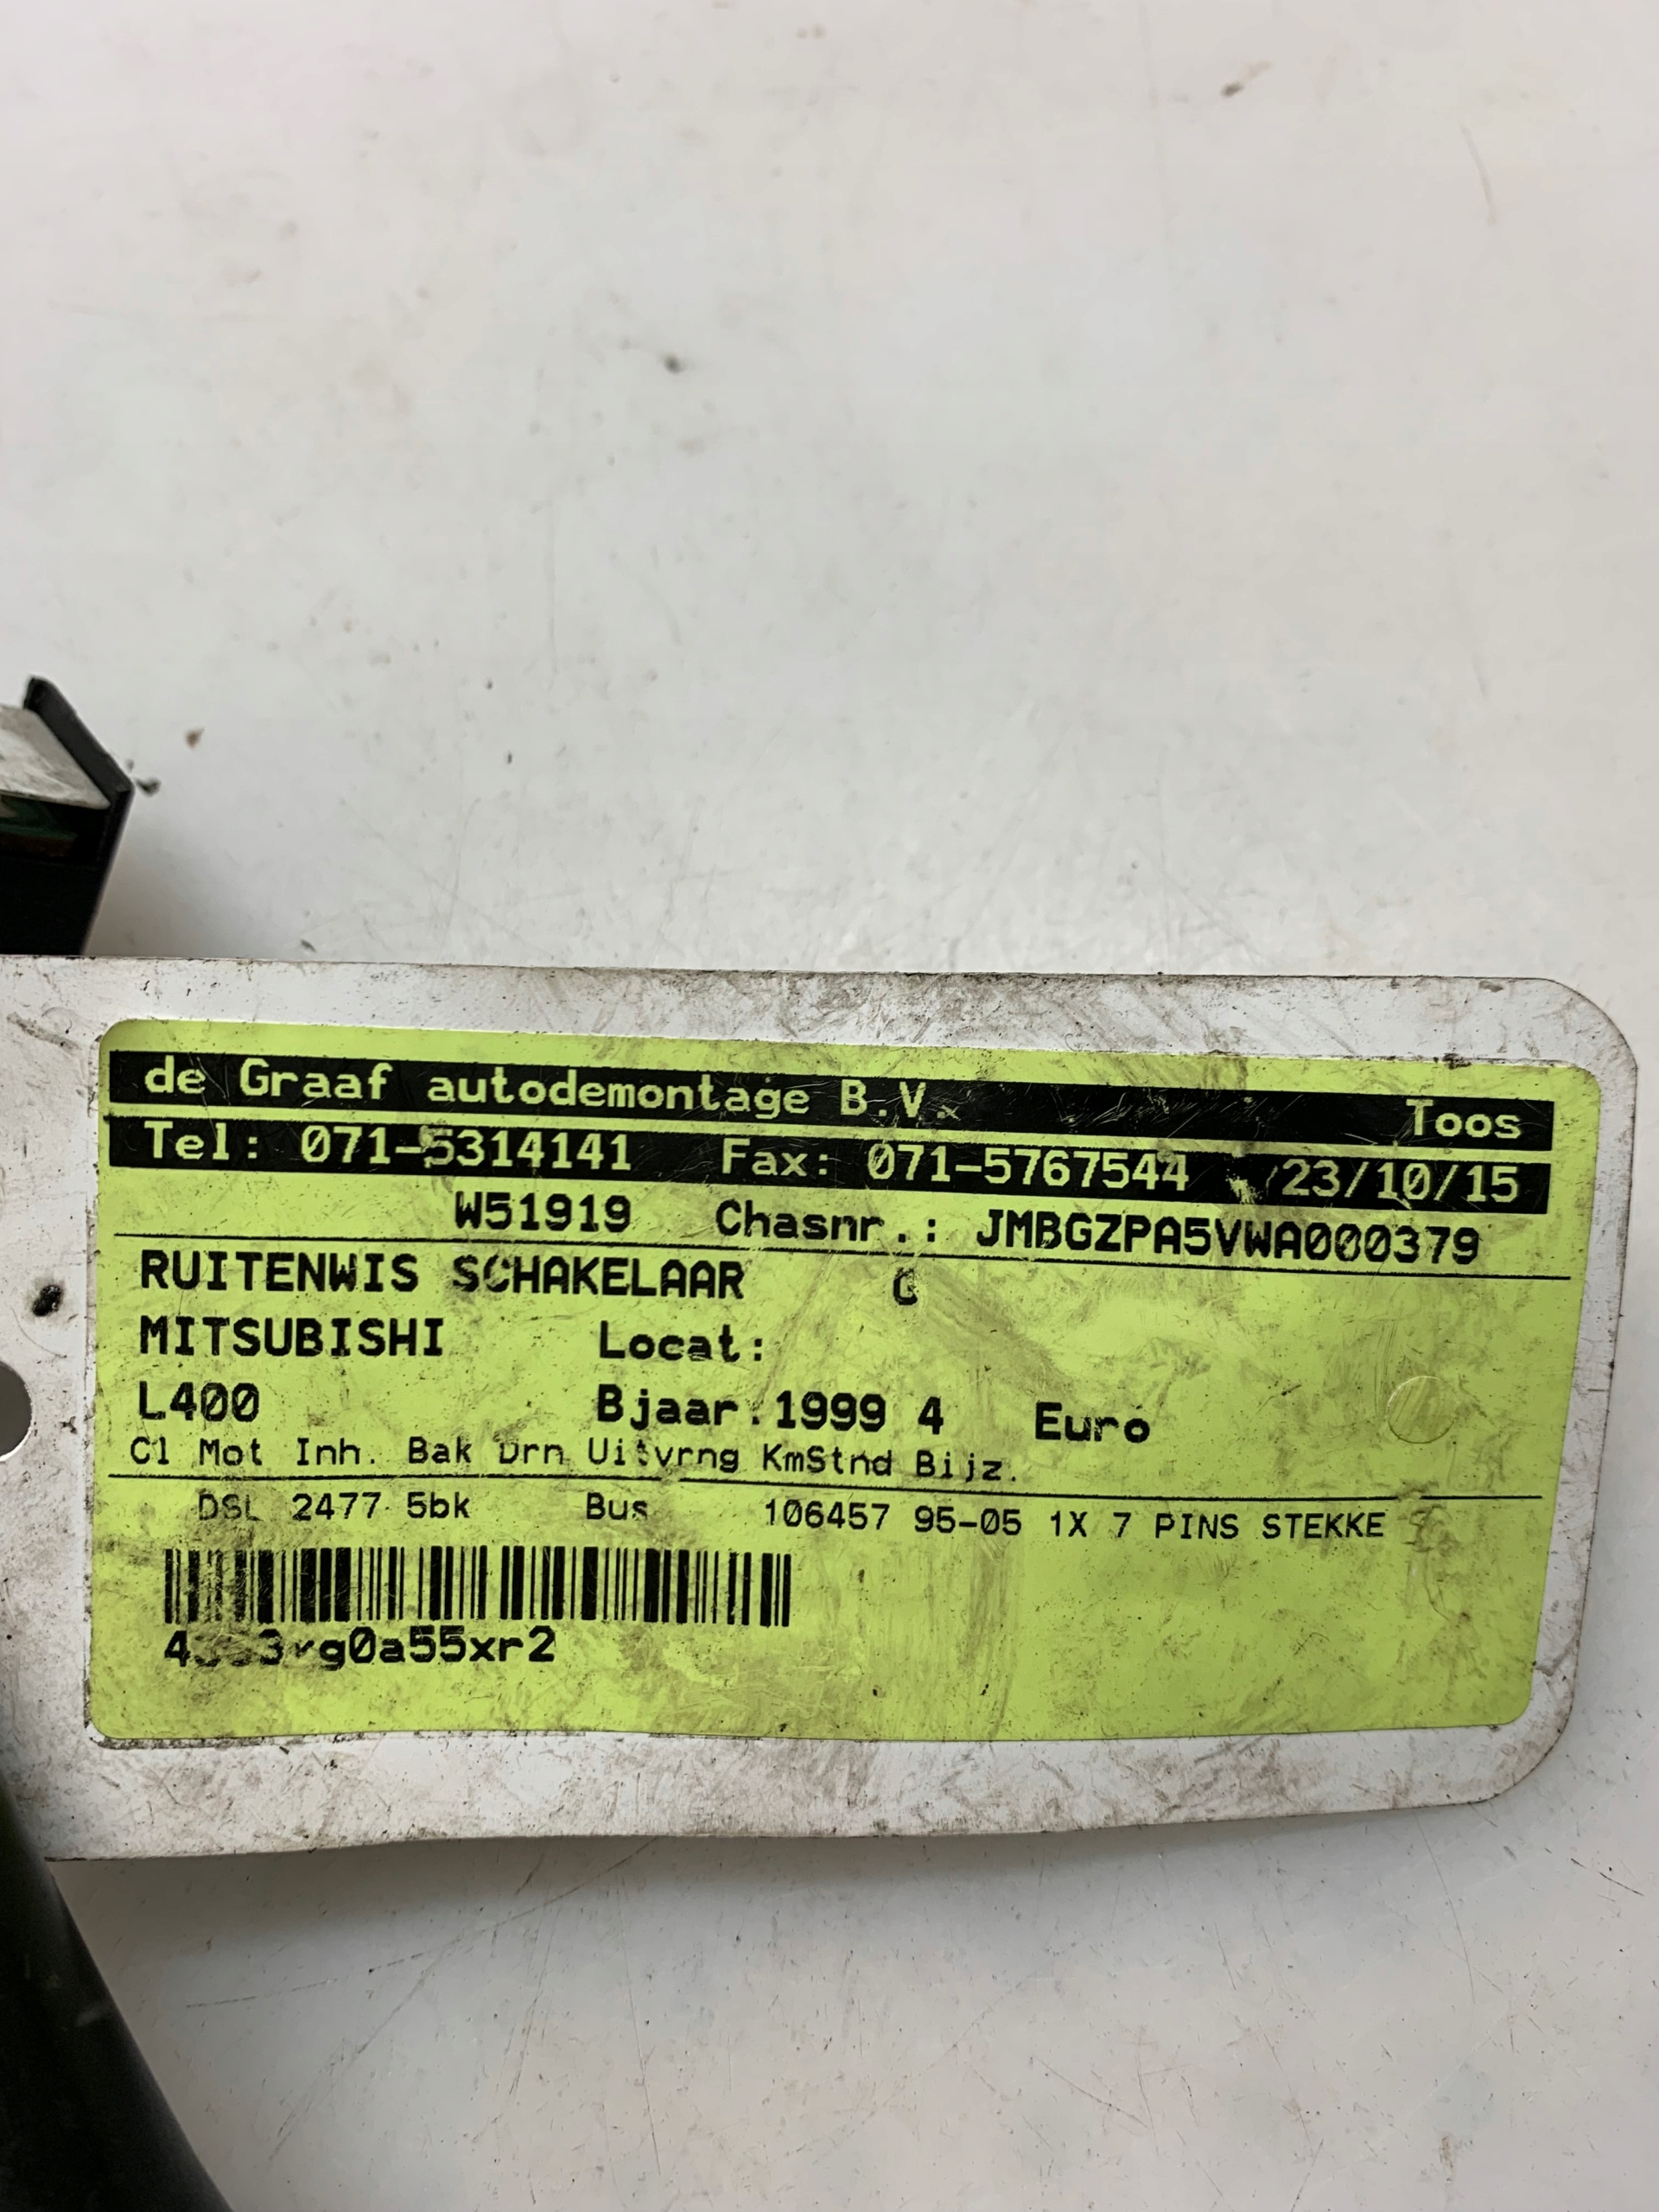 de Graaf autodemontage B.V. Toos
Tel: 071-5314141 Fax: 071-5767544 23/10/15
W51919 Chasnr.: JMBGZPA5VWA000379
RUITENWIS SCHAKELAAR
MITSUBISHI Locat:
L400 Bjaar.1999 4 Euro
Cl Mot Inh. Bak Drn Uitvrng KmStnd Bijz.
DSL 2477 5bk Bus 106457 95-05 1X 7 PINS STEKKE